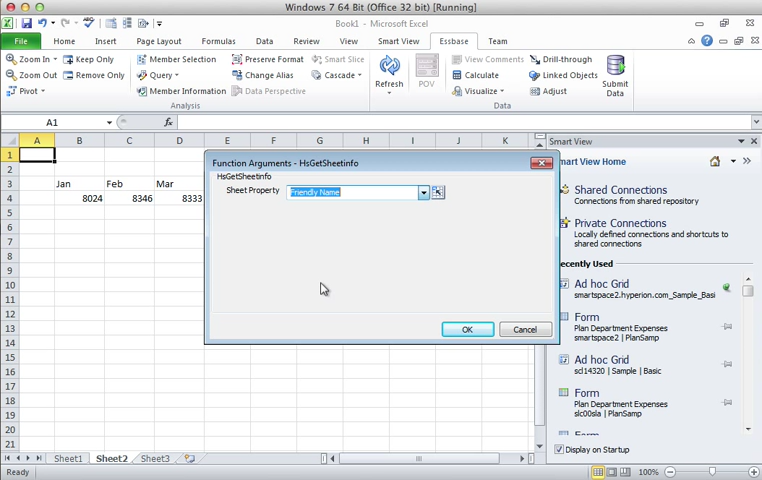 Windows 7 64 Bit (Office 32 bit) [Running]
Book1 - Microsoft Excel
File Home Insert Page Layout Formulas Data Review View Smart View Essbase Team
Zoom In Keep Only Member Selection Preserve Format Smart Slice View Comments Drill-through
Zoom Out Remove Only Query Change Alias Cascade Calculate Linked Objects
Pivot Member Information Data Perspective Refresh POV Visualize Adjust Submit Data
Analysis Data
A1 fx
A B C D E F G H I J K
Smart View
1
2
3 Jan Feb Mar
4 8024 8346 8333
5
6
7
8
9
10
11
12
13
14
15
16
17
18
19
20
21
Function Arguments - HsGetSheetinfo
HsGetSheetinfo
Sheet Property Friendly Name
OK Cancel
mart View Home
Shared Connections
Connections from shared repository
Private Connections
Locally defined connections and shortcuts to
shared connections
ecently Used
Ad hoc Grid
smartspace2.hyperion.com_Sample_Basi
Form
Plan Department Expenses
smartspace2 | PlanSamp
Ad hoc Grid
scl14320 | Sample | Basic
Form
Plan Department Expenses
slc00sla | PlanSamp
Form
Display on Startup
Sheet1 Sheet2 Sheet3
Ready 100%